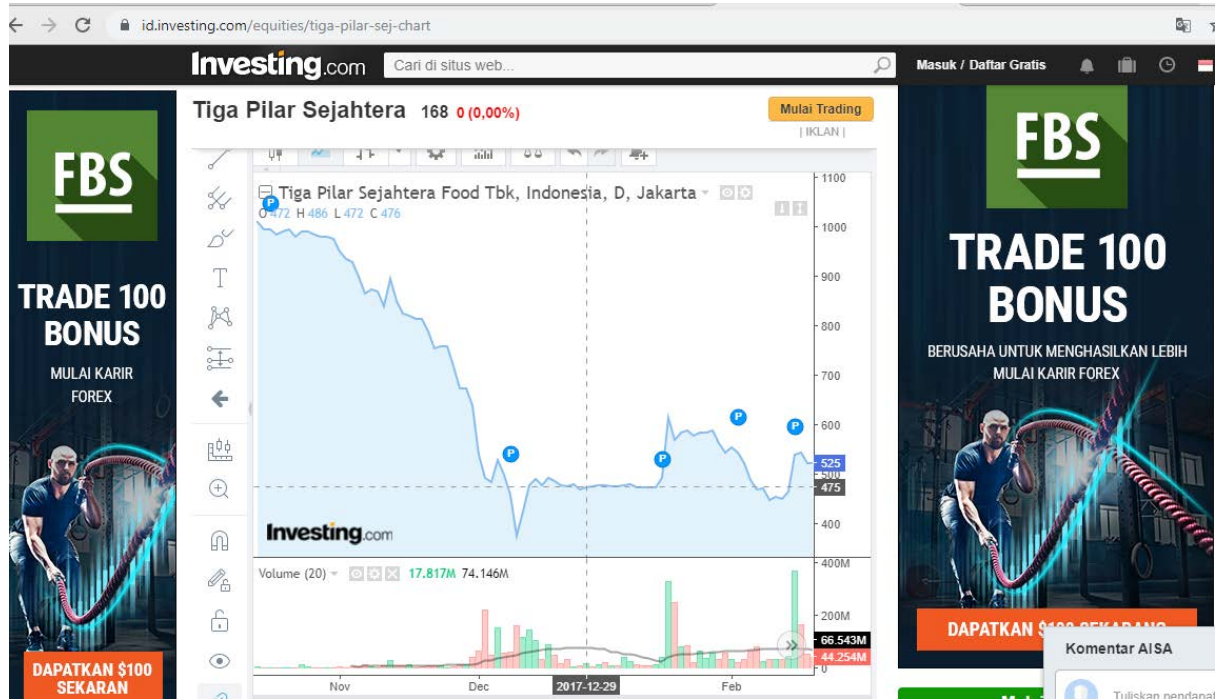 id.investing.com/equities/tiga-pilar-sej-chart
Investing.com
Cari di situs web...
Masuk / Daftar Gratis
FBS
TRADE 100
BONUS
MULAI KARIR
FOREX
DAPATKAN $100
SEKARAN
Tiga Pilar Sejahtera 168 0 (0,00%)
Mulai Trading
| IKLAN |
T
Tiga Pilar Sejahtera Food Tbk, Indonesia, D, Jakarta
O 472 H 486 L 472 C 476
P
P
P
P
P
1100
1000
900
800
700
600
525
500
475
400
Investing.com
Volume (20) 17.817M 74.146M
400M
200M
66.543M
44.254M
0
Nov Dec 2017-12-29 Feb
FBS
TRADE 100
BONUS
BERUSAHA UNTUK MENGHASILKAN LEBIH
MULAI KARIR FOREX
DAPATKAN
Komentar AISA
Tuliskan pendapat